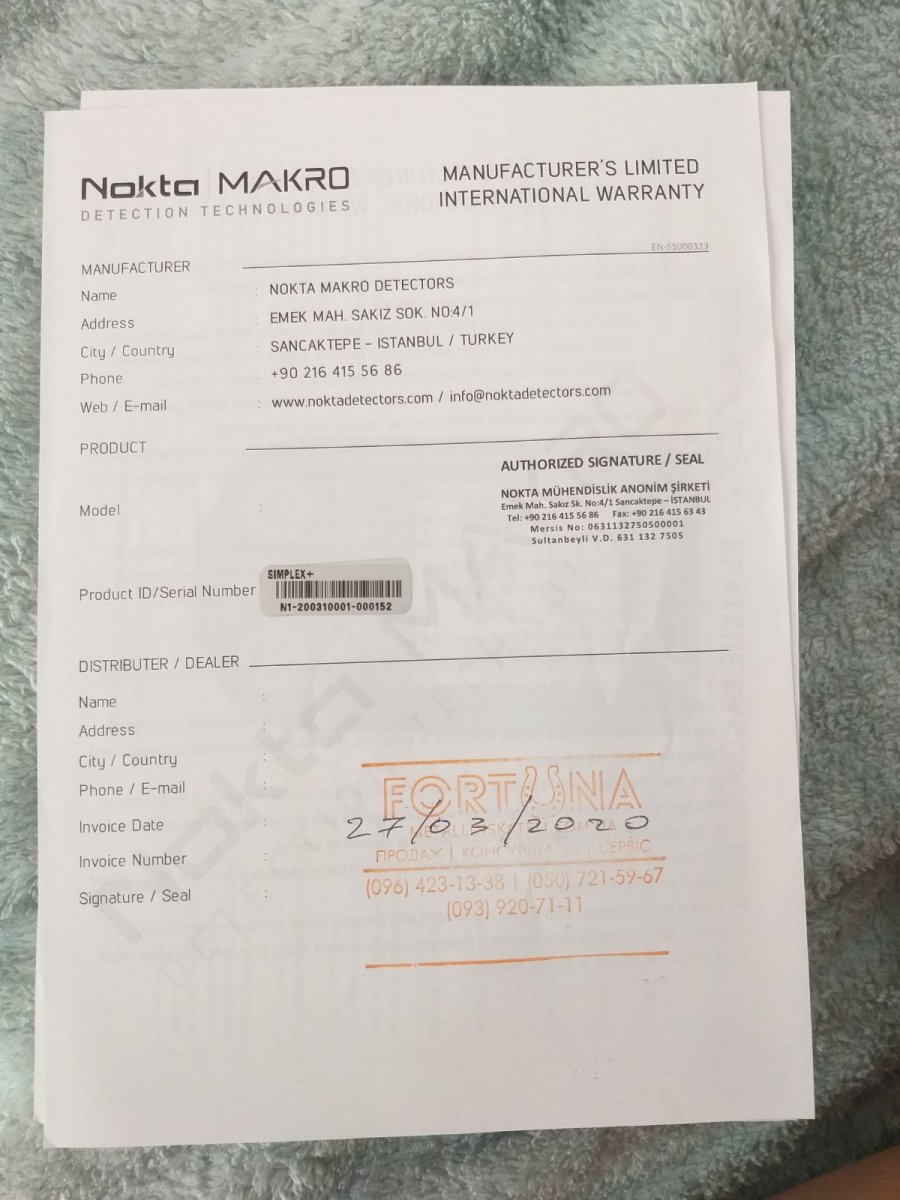 Nokta MAKRO
DETECTION TECHNOLOGIES
MANUFACTURER'S LIMITED
INTERNATIONAL WARRANTY
EN-55000339
MANUFACTURER
Name : NOKTA MAKRO DETECTORS
Address : EMEK MAH. SAKIZ SOK. NO:4/1
City / Country : SANCAKTEPE - ISTANBUL / TURKEY
Phone : +90 216 415 56 86
Web / E-mail : www.noktadetectors.com / info@noktadetectors.com
PRODUCT
AUTHORIZED SIGNATURE / SEAL
NOKTA MÜHENDİSLİK ANONİM ŞİRKETİ
Emek Mah. Sakız Sk. No:4/1 Sancaktepe – İSTANBUL
Tel: +90 216 415 56 86 Fax: +90 216 415 63 43
Mersis No: 0631132750500001
Sultanbeyli V.D. 631 132 7505
Model :
Product ID/Serial Number
SIMPLEX+
N1-200310001-000152
DISTRIBUTER / DEALER
Name :
Address :
City / Country :
Phone / E-mail :
Invoice Date :
Invoice Number :
Signature / Seal :
FORTUNA
27/03/2020
ПРОДАЖ | КОНСУЛЬТАЦІЯ | СЕРВІС
(096) 423-13-38 | (050) 721-59-67
(093) 920-71-11
Nokta MAKRO